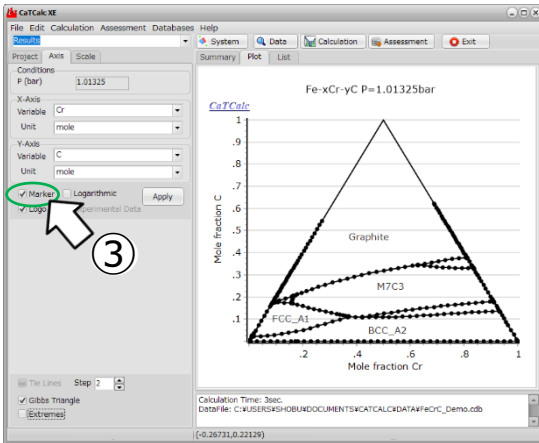 CaTCalc XE
File Edit Calculation Assessment Databases Help
Results
System Data Calculation Assessment Exit
Project Axis Scale
Summary Plot List
Conditions
P (bar) 1.01325
X-Axis
Variable Cr
Unit mole
Y-Axis
Variable C
Unit mole
Marker Logarithmic Apply
Logo Experimental Data
③
Tie Lines Step 2
Gibbs Triangle
Extremes
Fe-xCr-yC P=1.01325bar
CaTCalc
Mole fraction C
1
.9
.8
.7
.6
.5
.4
.3
.2
.1
Graphite
M7C3
FCC_A1
BCC_A2
.2 .4 .6 .8 1
Mole fraction Cr
Calculation Time: 3sec.
DataFile: C:¥USERS¥SHOBU¥DOCUMENTS¥CATCALC¥DATA¥FeCrC_Demo.cdb
(-0.26731,0.22129)